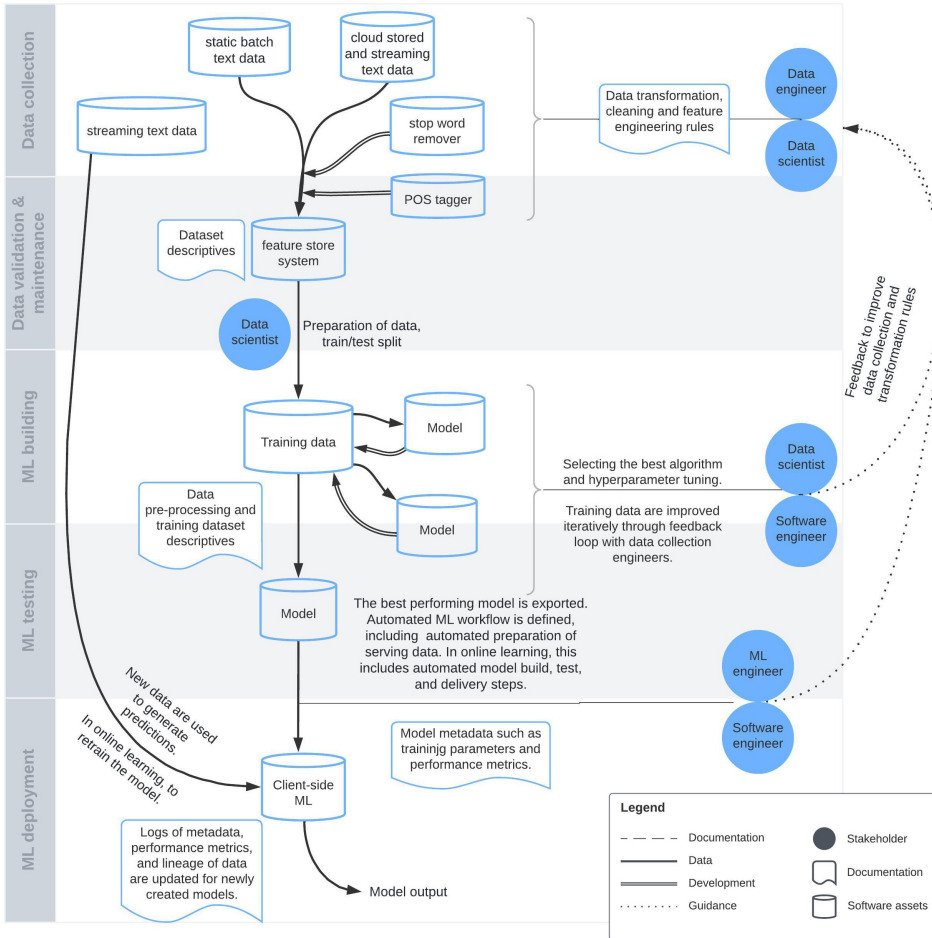 Data collection
static batch
text data
cloud stored
and streaming
text data
streaming text data
stop word
remover
POS tagger
Data transformation,
cleaning and feature
engineering rules
Data
engineer
Data
scientist
Data validation &
maintenance
Dataset
descriptives
feature store
system
Data
scientist
Preparation of data,
train/test split
Feedback to improve
data collection and
transformation rules
ML building
Training data
Model
Model
Data
pre-processing and
training dataset
descriptives
Selecting the best algorithm
and hyperparameter tuning.
Training data are improved
iteratively through feedback
loop with data collection
engineers.
Data
scientist
Software
engineer
ML testing
Model
The best performing model is exported.
Automated ML workflow is defined,
including automated preparation of
serving data. In online learning, this
includes automated model build, test,
and delivery steps.
ML
engineer
Software
engineer
ML deployment
New data are used
to generate
predictions.
In online learning, to
retrain the model.
Model metadata such as
traininjg parameters and
performance metrics.
Client-side
ML
Logs of metadata,
performance metrics,
and lineage of data
are updated for newly
created models.
Model output
Legend
Documentation
Data
Development
Guidance
Stakeholder
Documentation
Software assets